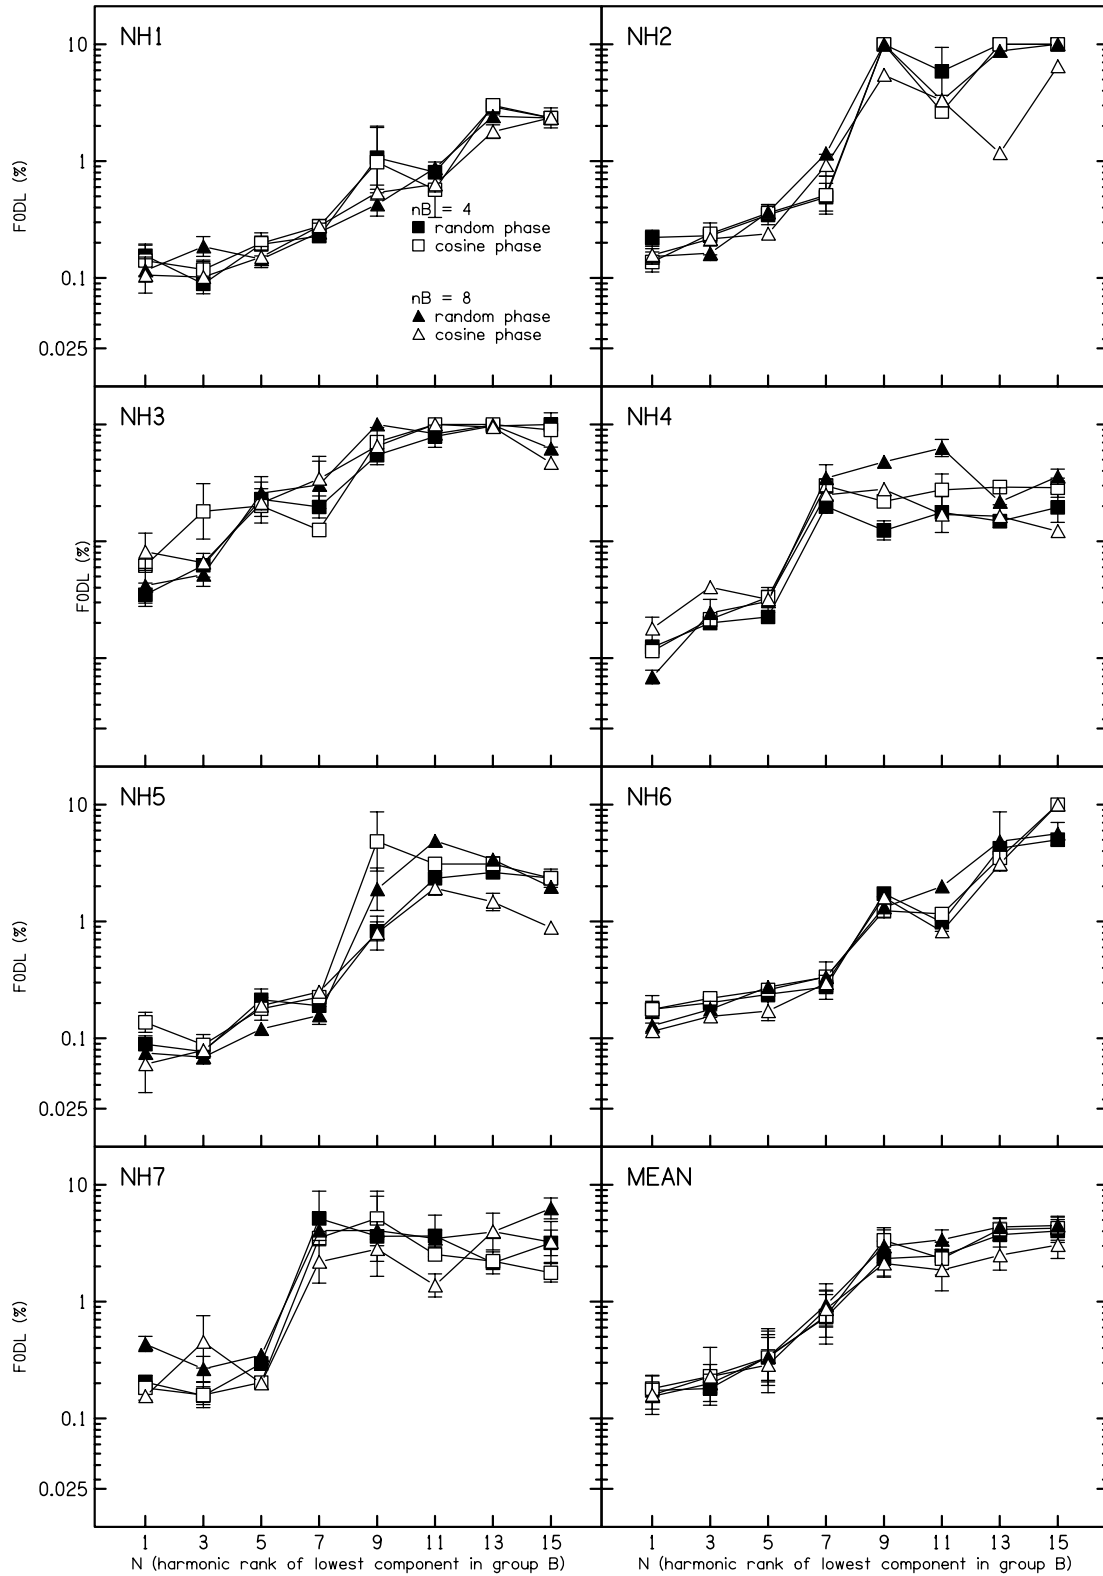 NH1
NH2
10
1
0.1
0.025
F0DL (%)
nB = 4
random phase
cosine phase
nB = 8
random phase
cosine phase
NH3
NH4
F0DL (%)
NH5
NH6
10
1
0.1
0.025
F0DL (%)
NH7
MEAN
10
1
0.1
0.025
F0DL (%)
1 3 5 7 9 11 13 15
1 3 5 7 9 11 13 15
N (harmonic rank of lowest component in group B)
N (harmonic rank of lowest component in group B)